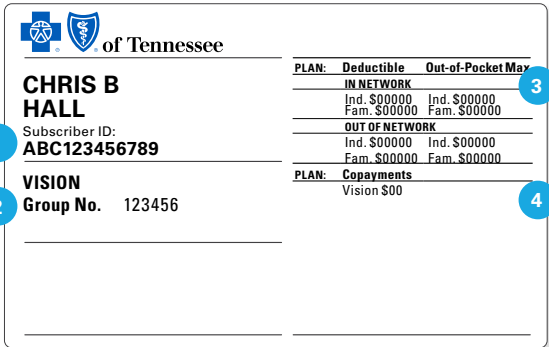 of Tennessee
CHRIS B
HALL
Subscriber ID:
ABC123456789
VISION
Group No. 123456
PLAN: Deductible Out-of-Pocket Max
IN NETWORK
Ind. $00000 Ind. $00000
Fam. $00000 Fam. $00000
OUT OF NETWORK
Ind. $00000 Ind. $00000
Fam. $00000 Fam. $00000
PLAN: Copayments
Vision $00
3
4
2